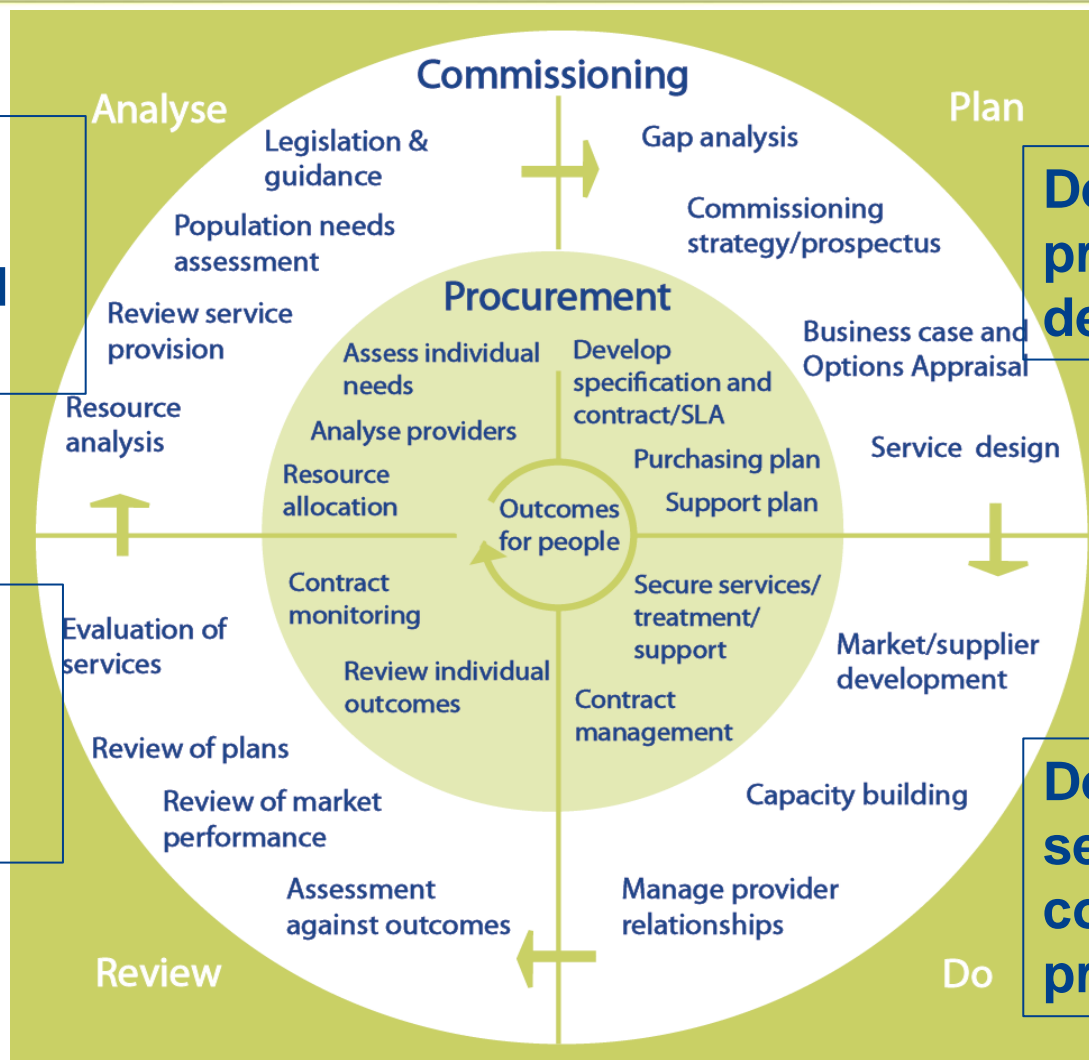 Commissioning
Analyse
Legislation &
guidance
Population needs
assessment
Review service
provision
Resource
analysis
Plan
Gap analysis
Commissioning
strategy/prospectus
Business case and
Options Appraisal
Service design
Procurement
Assess individual
needs
Analyse providers
Resource
allocation
Develop
specification and
contract/SLA
Purchasing plan
Support plan
Outcomes
for people
Contract
monitoring
Review individual
outcomes
Secure services/
treatment/
support
Contract
management
Evaluation of
services
Review of plans
Review of market
performance
Assessment
against outcomes
Review
Market/supplier
development
Capacity building
Manage provider
relationships
Do